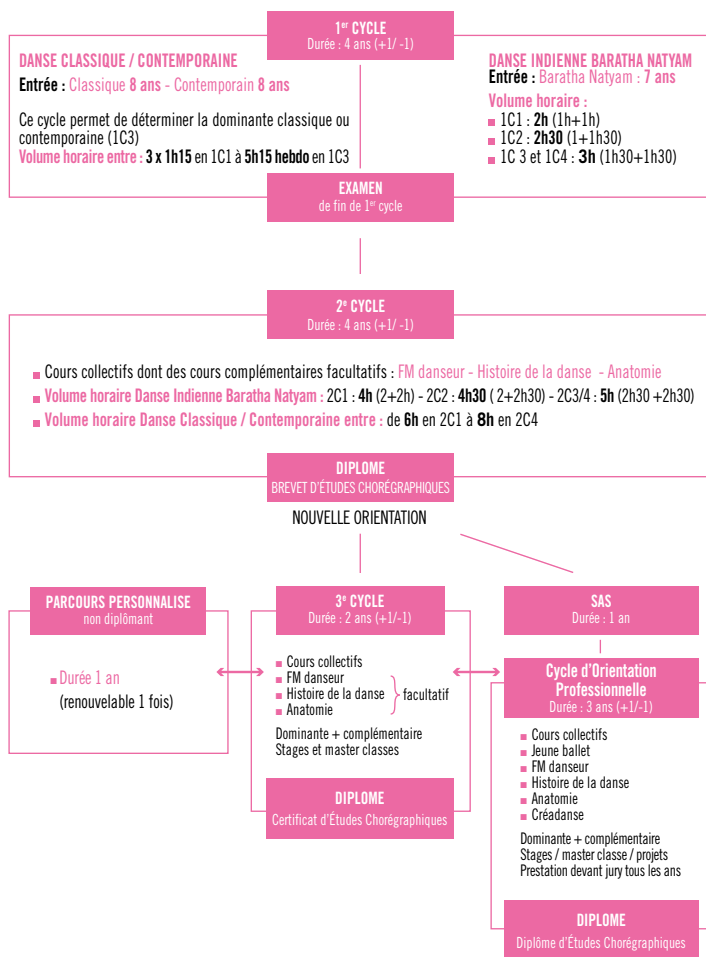 1er CYCLE
Durée : 4 ans (+1/ -1)
DANSE CLASSIQUE / CONTEMPORAINE
Entrée : Classique 8 ans - Contemporain 8 ans
Ce cycle permet de déterminer la dominante classique ou
contemporaine (1C3)
Volume horaire entre : 3 x 1h15 en 1C1 à 5h15 hebdo en 1C3
DANSE INDIENNE BARATHA NATYAM
Entrée : Baratha Natyam : 7 ans
Volume horaire :
1C1 : 2h (1h+1h)
1C2 : 2h30 (1+1h30)
1C 3 et 1C4 : 3h (1h30+1h30)
EXAMEN
de fin de 1er cycle
2e CYCLE
Durée : 4 ans (+1/ -1)
Cours collectifs dont des cours complémentaires facultatifs : FM danseur - Histoire de la danse - Anatomie
Volume horaire Danse Indienne Baratha Natyam : 2C1 : 4h (2+2h) - 2C2 : 4h30 ( 2+2h30) - 2C3/4 : 5h (2h30 +2h30)
Volume horaire Danse Classique / Contemporaine entre : de 6h en 2C1 à 8h en 2C4
DIPLOME
BREVET D'ÉTUDES CHORÉGRAPHIQUES
NOUVELLE ORIENTATION
PARCOURS PERSONNALISE
non diplômant
Durée 1 an
(renouvelable 1 fois)
3e CYCLE
Durée : 2 ans (+1/-1)
Cours collectifs
FM danseur
Histoire de la danse
Anatomie
facultatif
Dominante + complémentaire
Stages et master classes
DIPLOME
Certificat d'Études Chorégraphiques
SAS
Durée : 1 an
Cycle d'Orientation
Professionnelle
Durée : 3 ans (+1/-1)
Cours collectifs
Jeune ballet
FM danseur
Histoire de la danse
Anatomie
Créadanse
Dominante + complémentaire
Stages / master classe / projets
Prestation devant jury tous les ans
DIPLOME
Diplôme d'Études Chorégraphiques